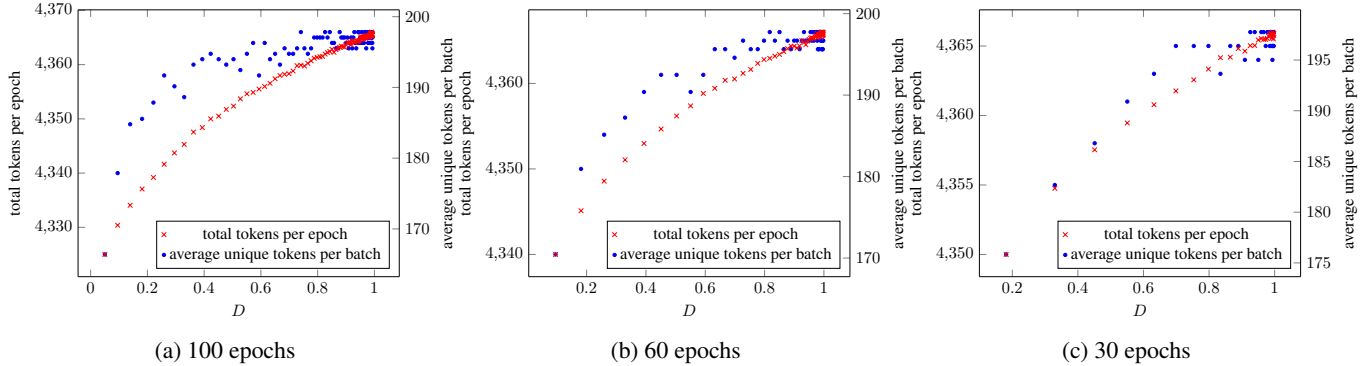 4,370
4,360
4,350
4,340
4,330
total tokens per epoch
200
190
180
170
average unique tokens per batch
0
0.2
0.4
0.6
0.8
1
D
total tokens per epoch
average unique tokens per batch
(a) 100 epochs
4,360
4,350
4,340
total tokens per epoch
200
190
180
170
average unique tokens per batch
0.2
0.4
0.6
0.8
1
D
total tokens per epoch
average unique tokens per batch
(b) 60 epochs
4,365
4,360
4,355
4,350
total tokens per epoch
195
190
185
180
175
average unique tokens per batch
0.2
0.4
0.6
0.8
1
D
total tokens per epoch
average unique tokens per batch
(c) 30 epochs